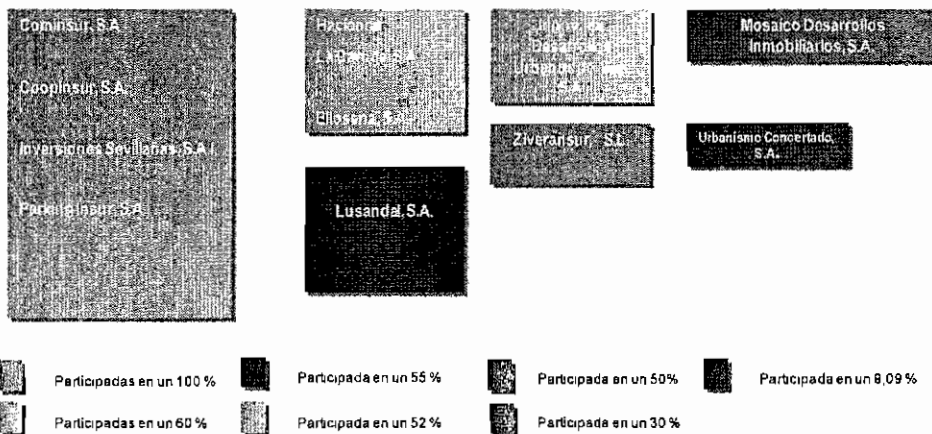 Cominsur, S.A.
Coopinsur, S.A.
Inversiones Sevillanas, S.A.
Parkinginsur, S.A.
Hacienda
S.A.
Lusandal, S.A.
Desarrollos
S.A.
Ziveransur, S.L.
Mosaico Desarrollos
Inmobiliarios, S.A.
Urbanismo Concertado,
S.A.
Participadas en un 100 %
Participada en un 55 %
Participada en un 50%
Participada en un 8,09 %
Participadas en un 60 %
Participada en un 52 %
Participada en un 30 %